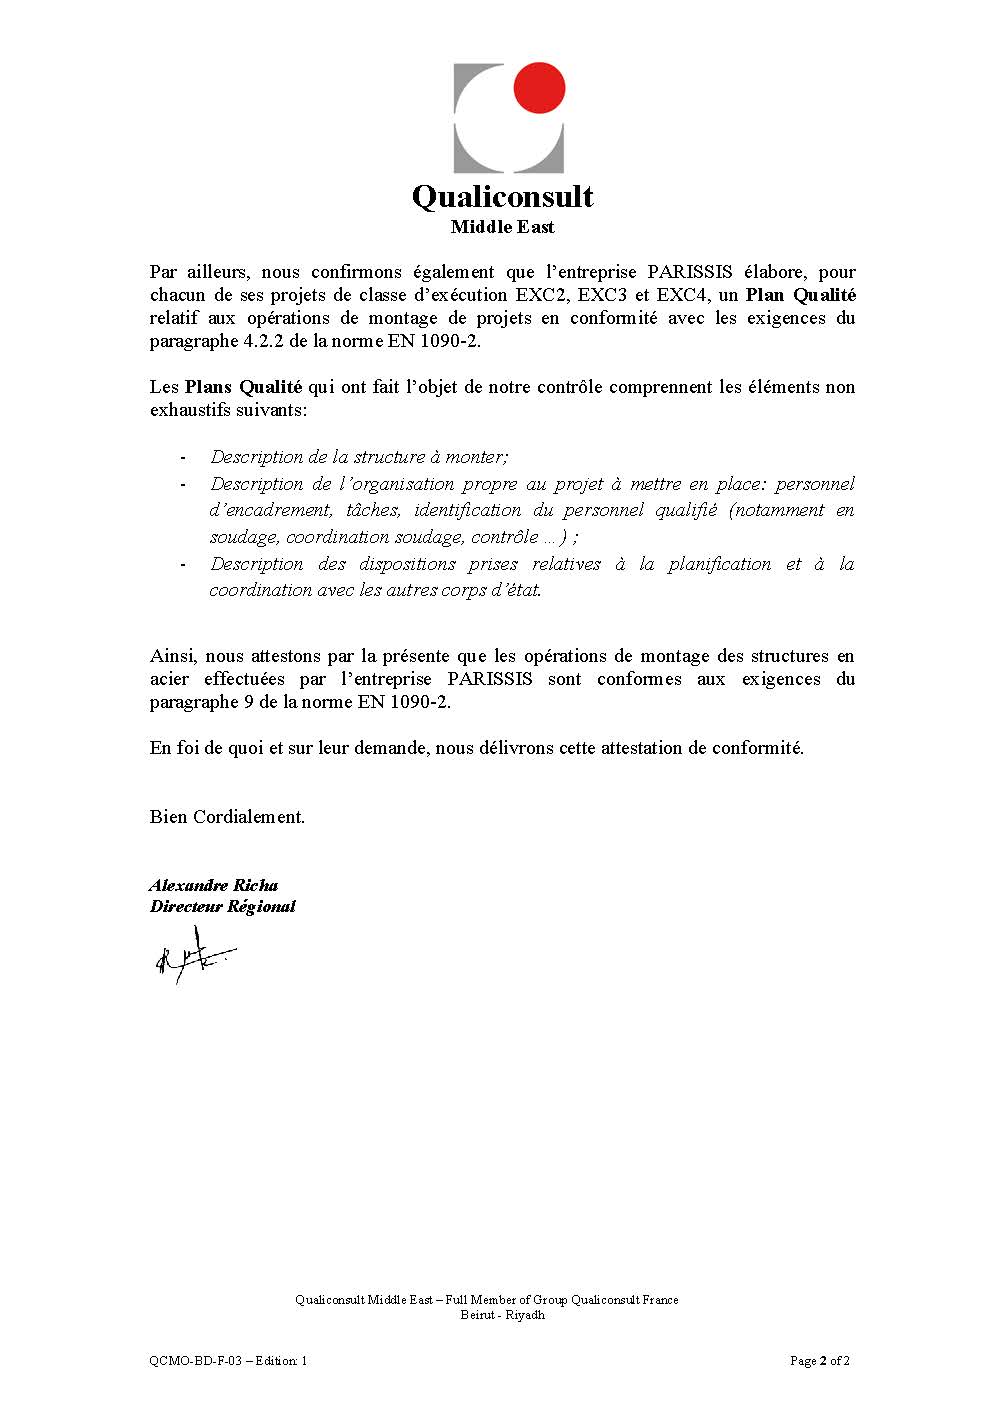 Qualiconsult
Middle East
Par ailleurs, nous confirmons également que l’entreprise PARISSIS élabore, pour
chacun de ses projets de classe d’exécution EXC2, EXC3 et EXC4, un Plan Qualité
relatif aux opérations de montage de projets en conformité avec les exigences du
paragraphe 4.2.2 de la norme EN 1090-2.
Les Plans Qualité qui ont fait l’objet de notre contrôle comprennent les éléments non
exhaustifs suivants:
- Description de la structure à monter;
- Description de l’organisation propre au projet à mettre en place: personnel
d’encadrement, tâches, identification du personnel qualifié (notamment en
soudage, coordination soudage, contrôle …) ;
- Description des dispositions prises relatives à la planification et à la
coordination avec les autres corps d’état.
Ainsi, nous attestons par la présente que les opérations de montage des structures en
acier effectuées par l’entreprise PARISSIS sont conformes aux exigences du
paragraphe 9 de la norme EN 1090-2.
En foi de quoi et sur leur demande, nous délivrons cette attestation de conformité.
Bien Cordialement.
Alexandre Richa
Directeur Régional
Qualiconsult Middle East – Full Member of Group Qualiconsult France
Beirut - Riyadh
QCMO-BD-F-03 – Edition: 1 Page 2 of 2